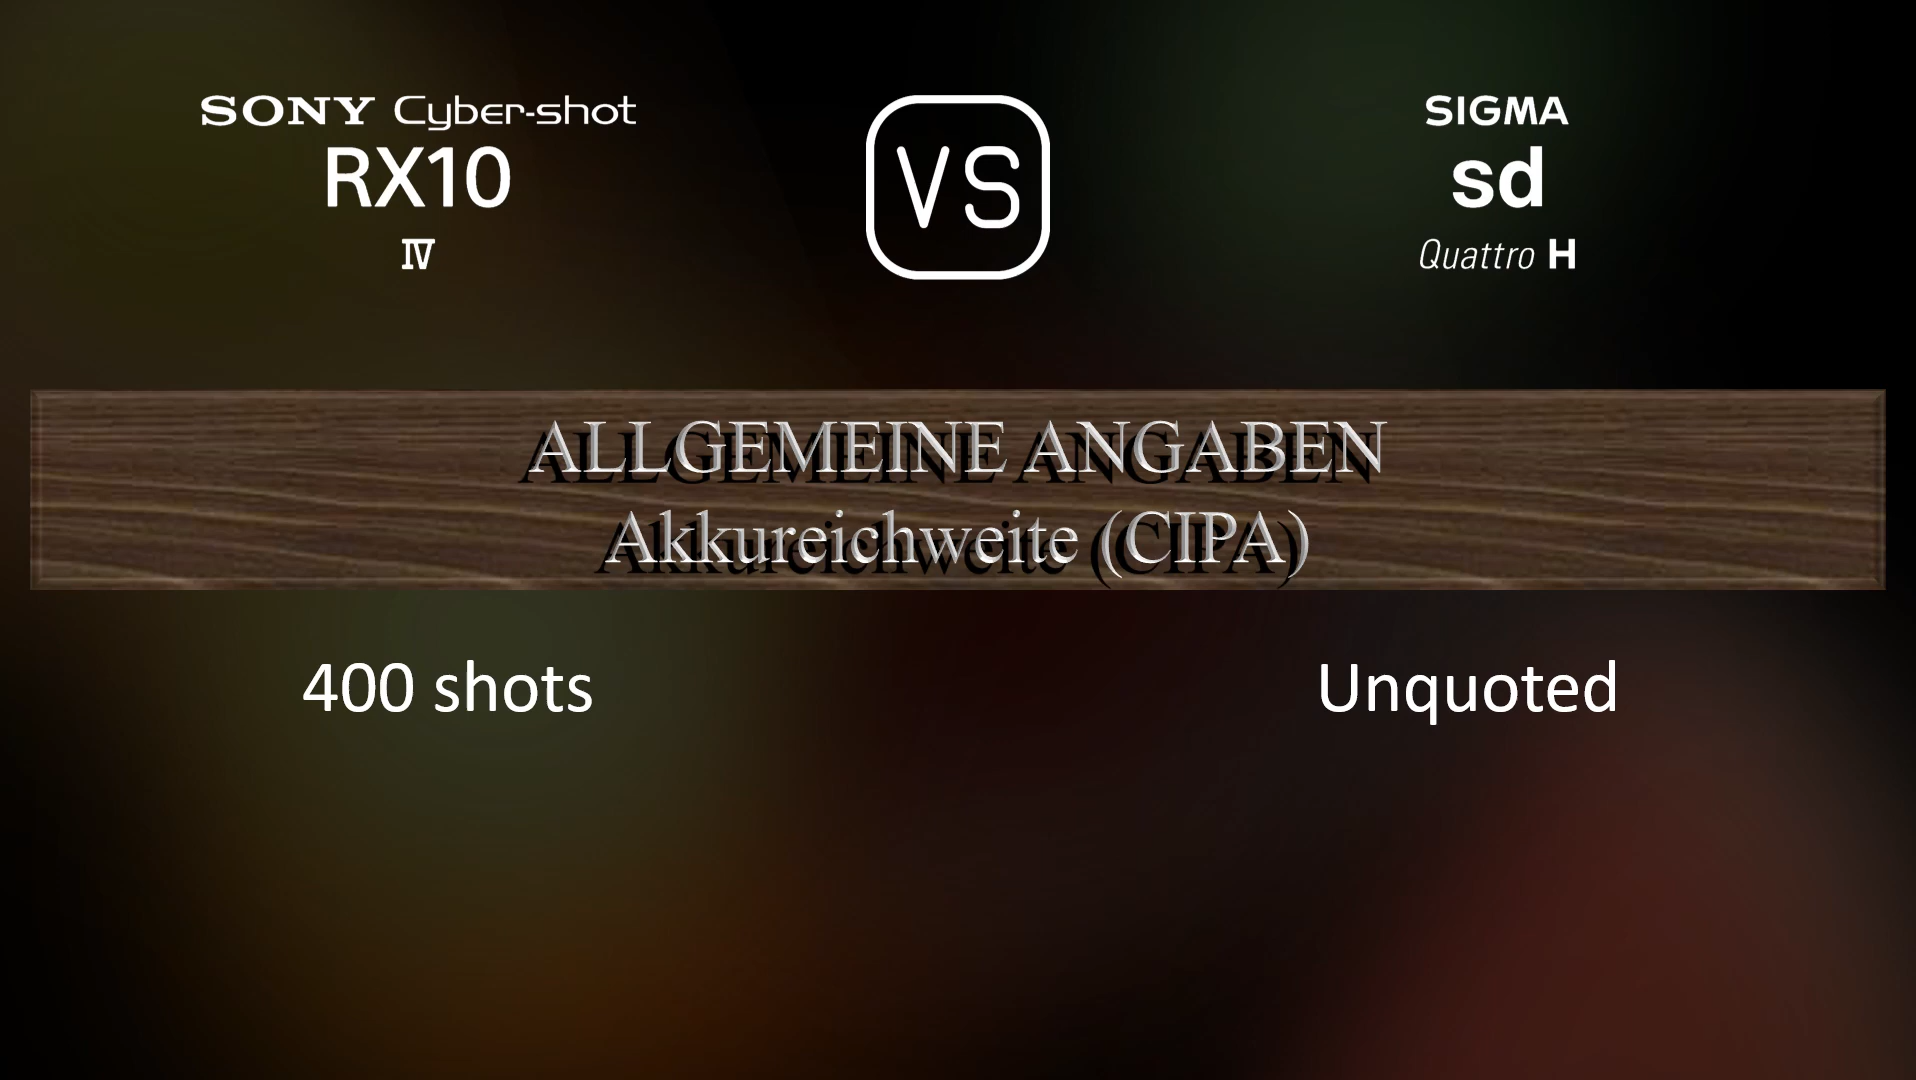 SONY Cyber-shot
RX10
IV
VS
SIGMA
sd
Quattro H
ALLGEMEINE ANGABEN
Akkureichweite (CIPA)
400 shots
Unquoted